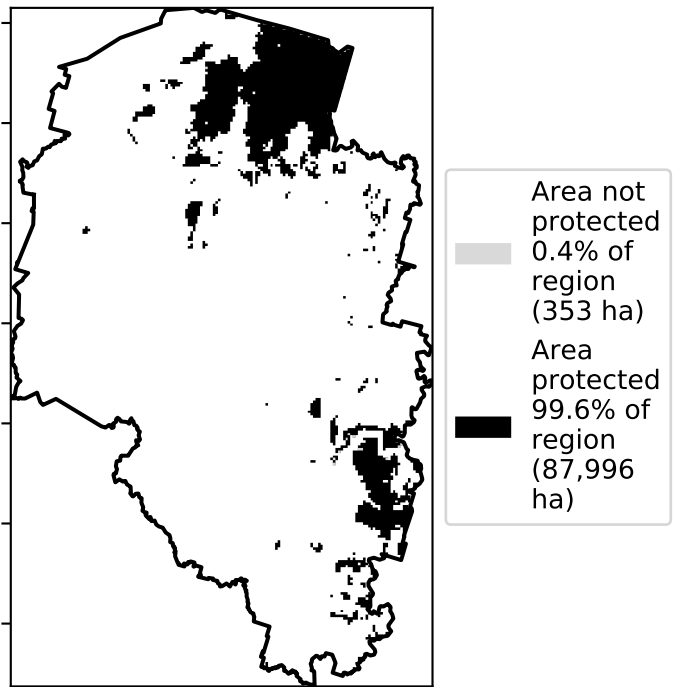 Area not
protected
0.4% of
region
(353 ha)
Area
protected
99.6% of
region
(87,996
ha)